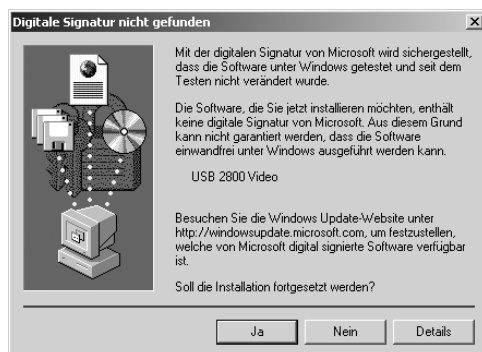 Digitale Signatur nicht gefunden
Mit der digitalen Signatur von Microsoft wird sichergestellt,
dass die Software unter Windows getestet und seit dem
Testen nicht verändert wurde.
Die Software, die Sie jetzt installieren möchten, enthält
keine digitale Signatur von Microsoft. Aus diesem Grund
kann nicht garantiert werden, dass die Software
einwandfrei unter Windows ausgeführt werden kann.
USB 2800 Video
Besuchen Sie die Windows Update-Website unter
http://windowsupdate.microsoft.com, um festzustellen,
welche von Microsoft digital signierte Software verfügbar
ist.
Soll die Installation fortgesetzt werden?
Ja Nein Details